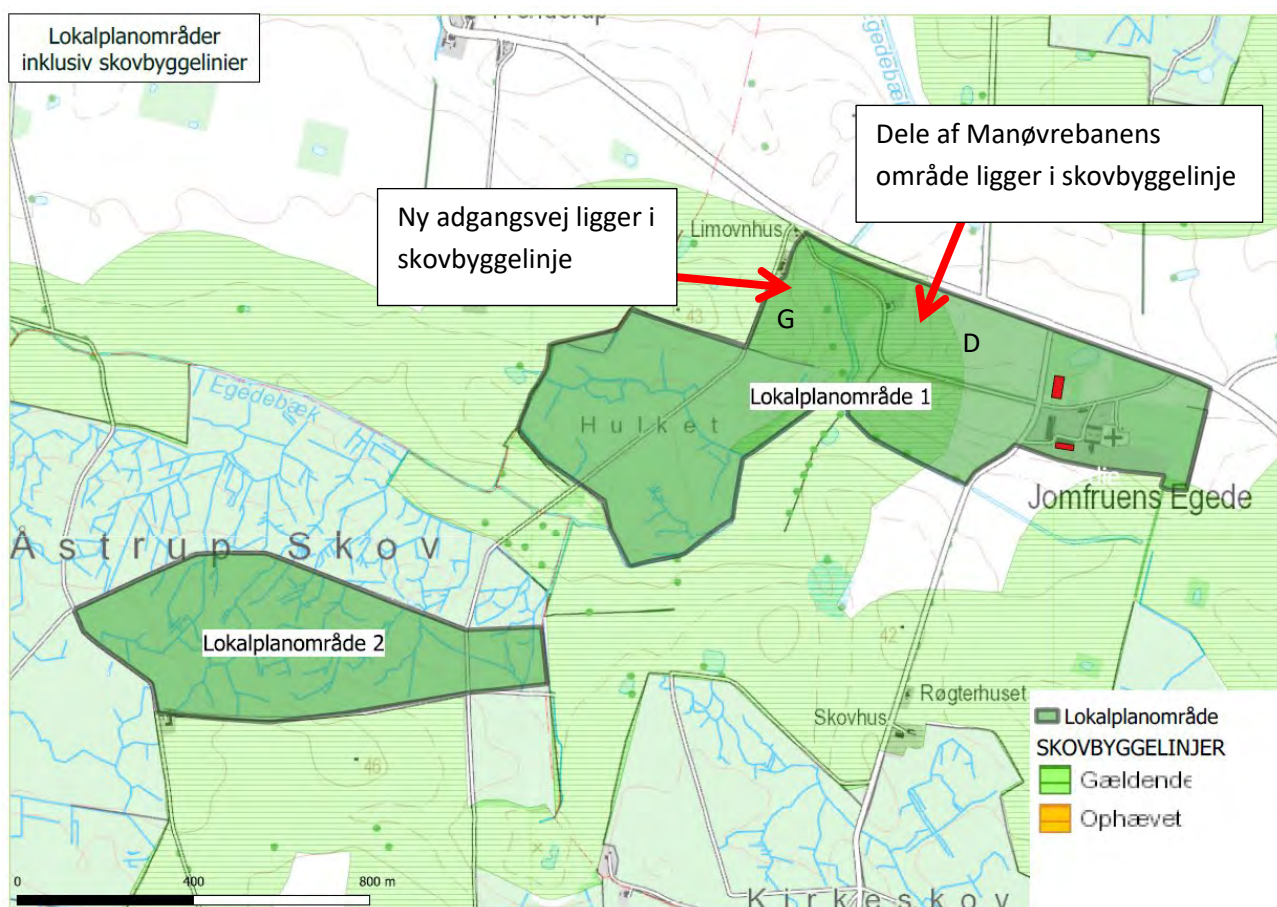 Lokalplanområder
inklusiv skovbyggelinier
Egedebæk
Dele af Manøvrebanens
område ligger i skovbyggelinje
Ny adgangsvej ligger i
skovbyggelinje
Limovnhus
43
G
D
Lokalplanområde 1
Egedebæk
Hulket
Jomfruens Egede
Åstrup Skov
Lokalplanområde 2
42
Røgterhuset
Skovhus
46
Lokalplanområde
SKOVBYGGELINJER
Gældende
Ophævet
0 400 800 m
Kirkeskov